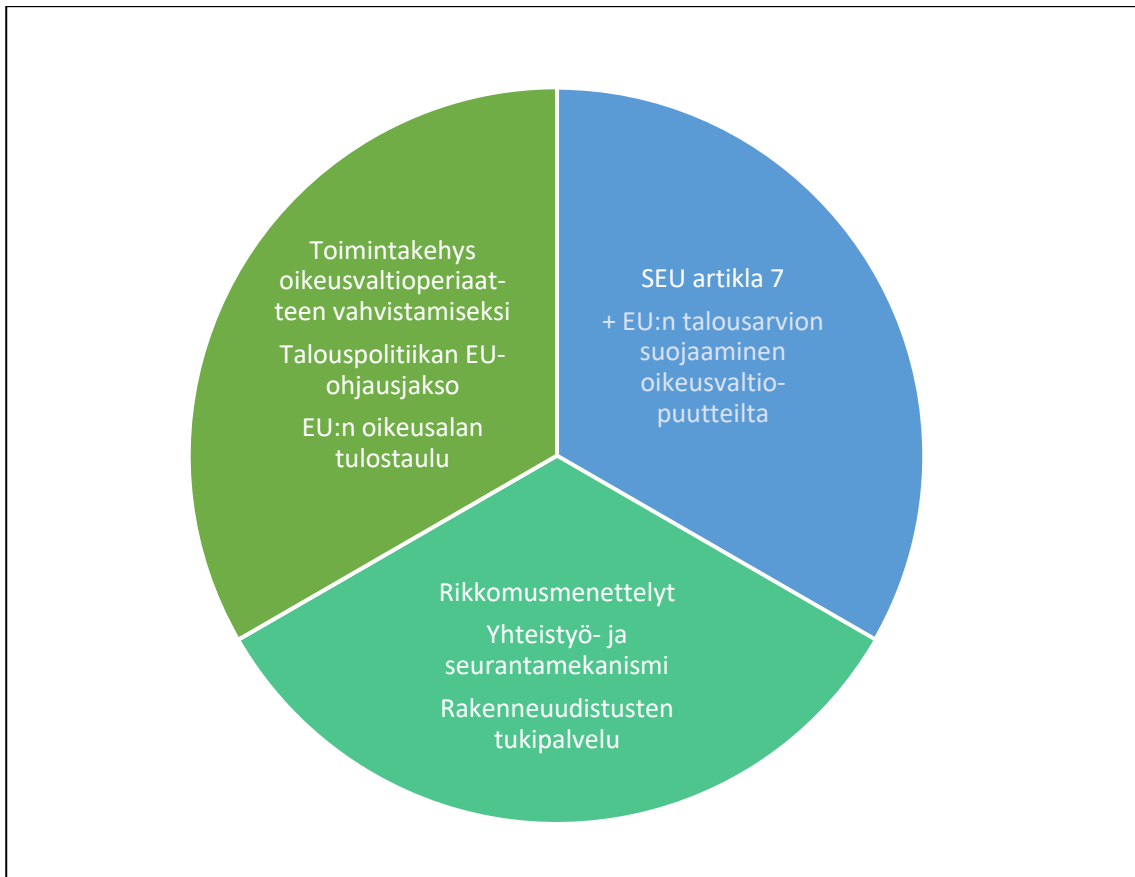 Toimintakehys
oikeusvaltioperiaat-
teen vahvistamiseksi
Talouspolitiikan EU-
ohjausjakso
EU:n oikeusalan
tulostaulu
SEU artikla 7
+ EU:n talousarvion
suojaaminen
oikeusvaltio-
puutteilta
Rikkomusmenettelyt
Yhteistyö- ja
seurantamekanismi
Rakenneuudistusten
tukipalvelu